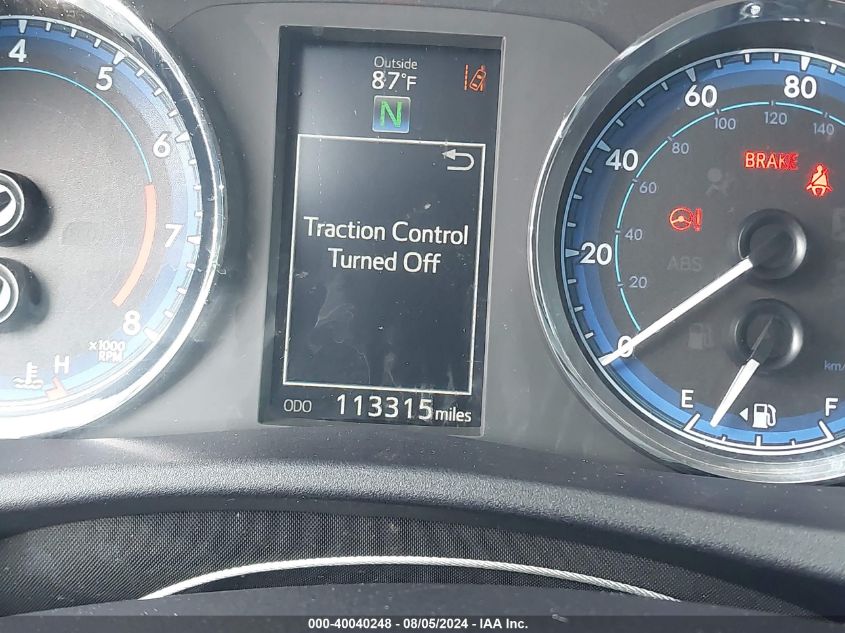 4
5
6
7
8
x1000
RPM
H
Outside
87°F
N
Traction Control
Turned Off
ODO 113315 miles
0
20
40
60
80
20
40
60
80
100
120
140
BRAKE
ABS
km/
E
F
000-40040248 - 08/05/2024 - IAA Inc.